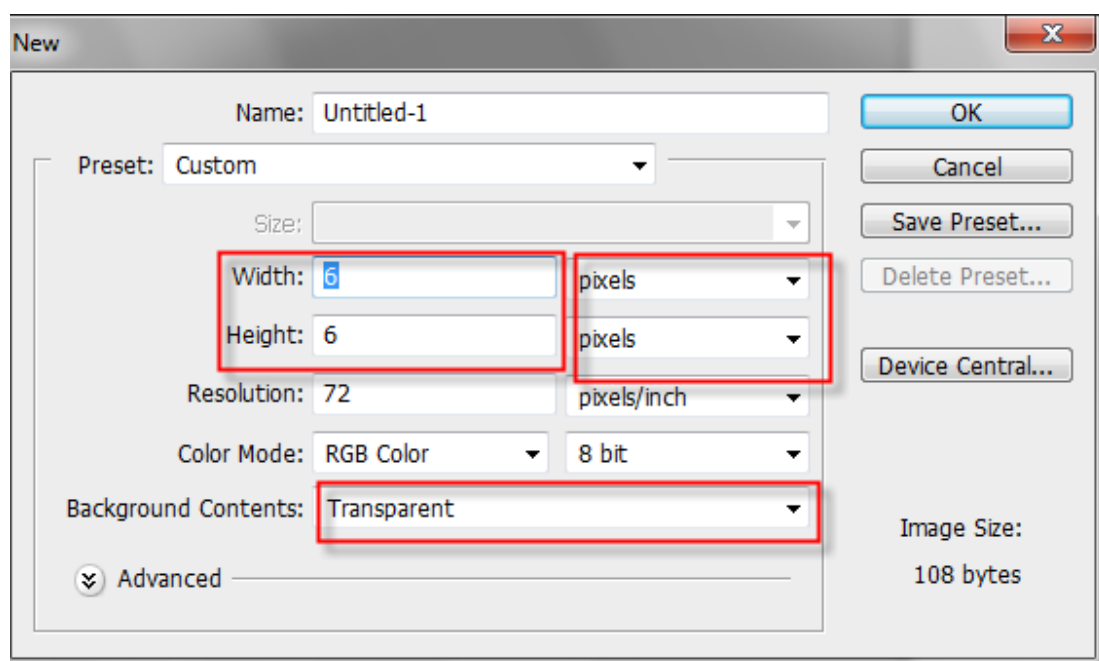 New
Name: Untitled-1
OK
Preset: Custom
Cancel
Size:
Save Preset...
Width: 6 pixels
Delete Preset...
Height: 6 pixels
Device Central...
Resolution: 72 pixels/inch
Color Mode: RGB Color 8 bit
Background Contents: Transparent
Image Size:
Advanced
108 bytes